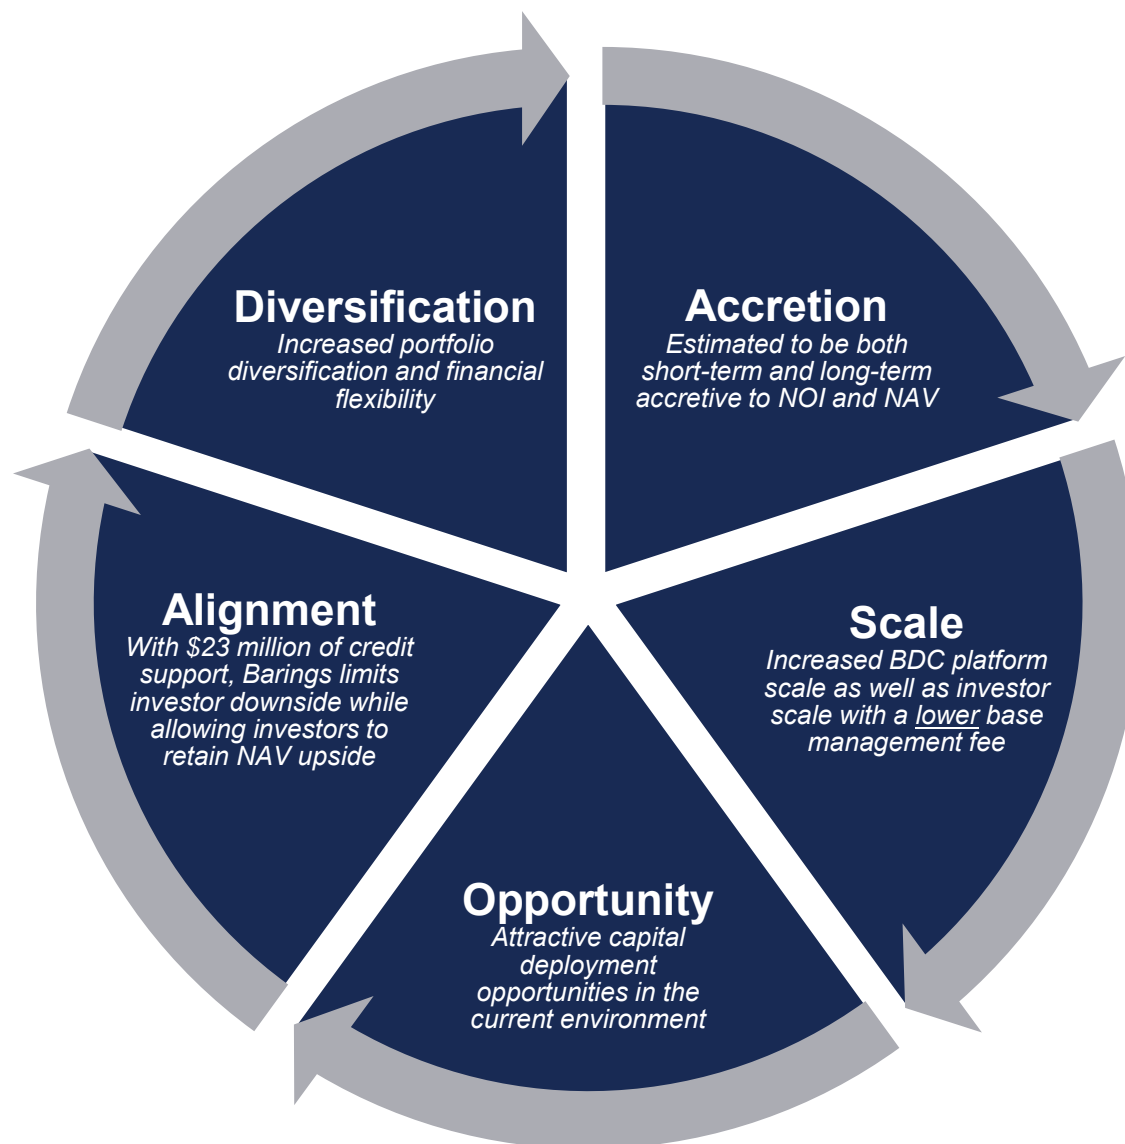 Diversification
Increased portfolio
diversification and financial
flexibility
Accretion
Estimated to be both
short-term and long-term
accretive to NOI and NAV
Alignment
With $23 million of credit
support, Barings limits
investor downside while
allowing investors to
retain NAV upside
Scale
Increased BDC platform
scale as well as investor
scale with a lower base
management fee
Opportunity
Attractive capital
deployment
opportunities in the
current environment